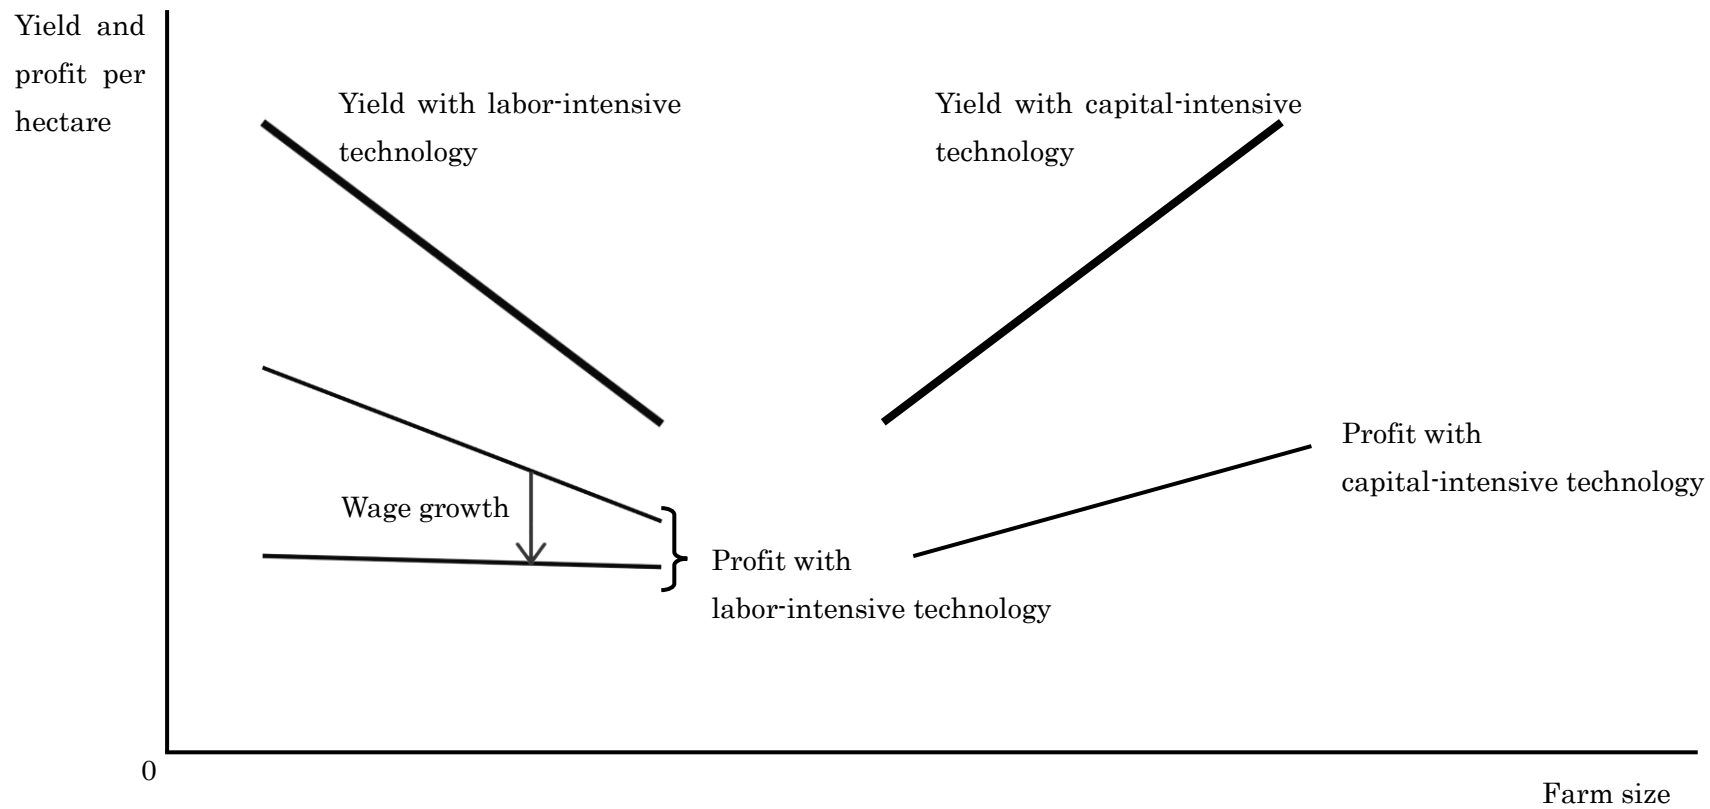 Yield and
profit per
hectare
Yield with labor-intensive
technology
Yield with capital-intensive
technology
Profit with
capital-intensive technology
Wage growth
Profit with
labor-intensive technology
0
Farm size